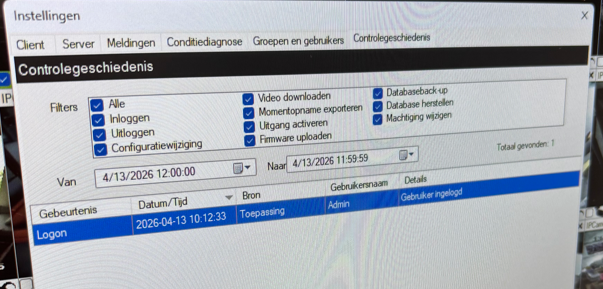 Instellingen
Client Server Meldingen Conditiediagnose Groepen en gebruikers Controlegeschiedenis
Controlegeschiedenis
Filters
Alle
Inloggen
Uitloggen
Configuratiewijziging
Video downloaden
Momentopname exporteren
Uitgang activeren
Firmware uploaden
Databaseback-up
Database herstellen
Machtiging wijzigen
Van 4/13/2026 12:00:00 Naar 4/13/2026 11:59:59
Totaal gevonden: 1
Gebeurtenis Datum/Tijd Bron Gebruikersnaam Details
Logon 2026-04-13 10:12:33 Toepassing Admin Gebruiker ingelogd